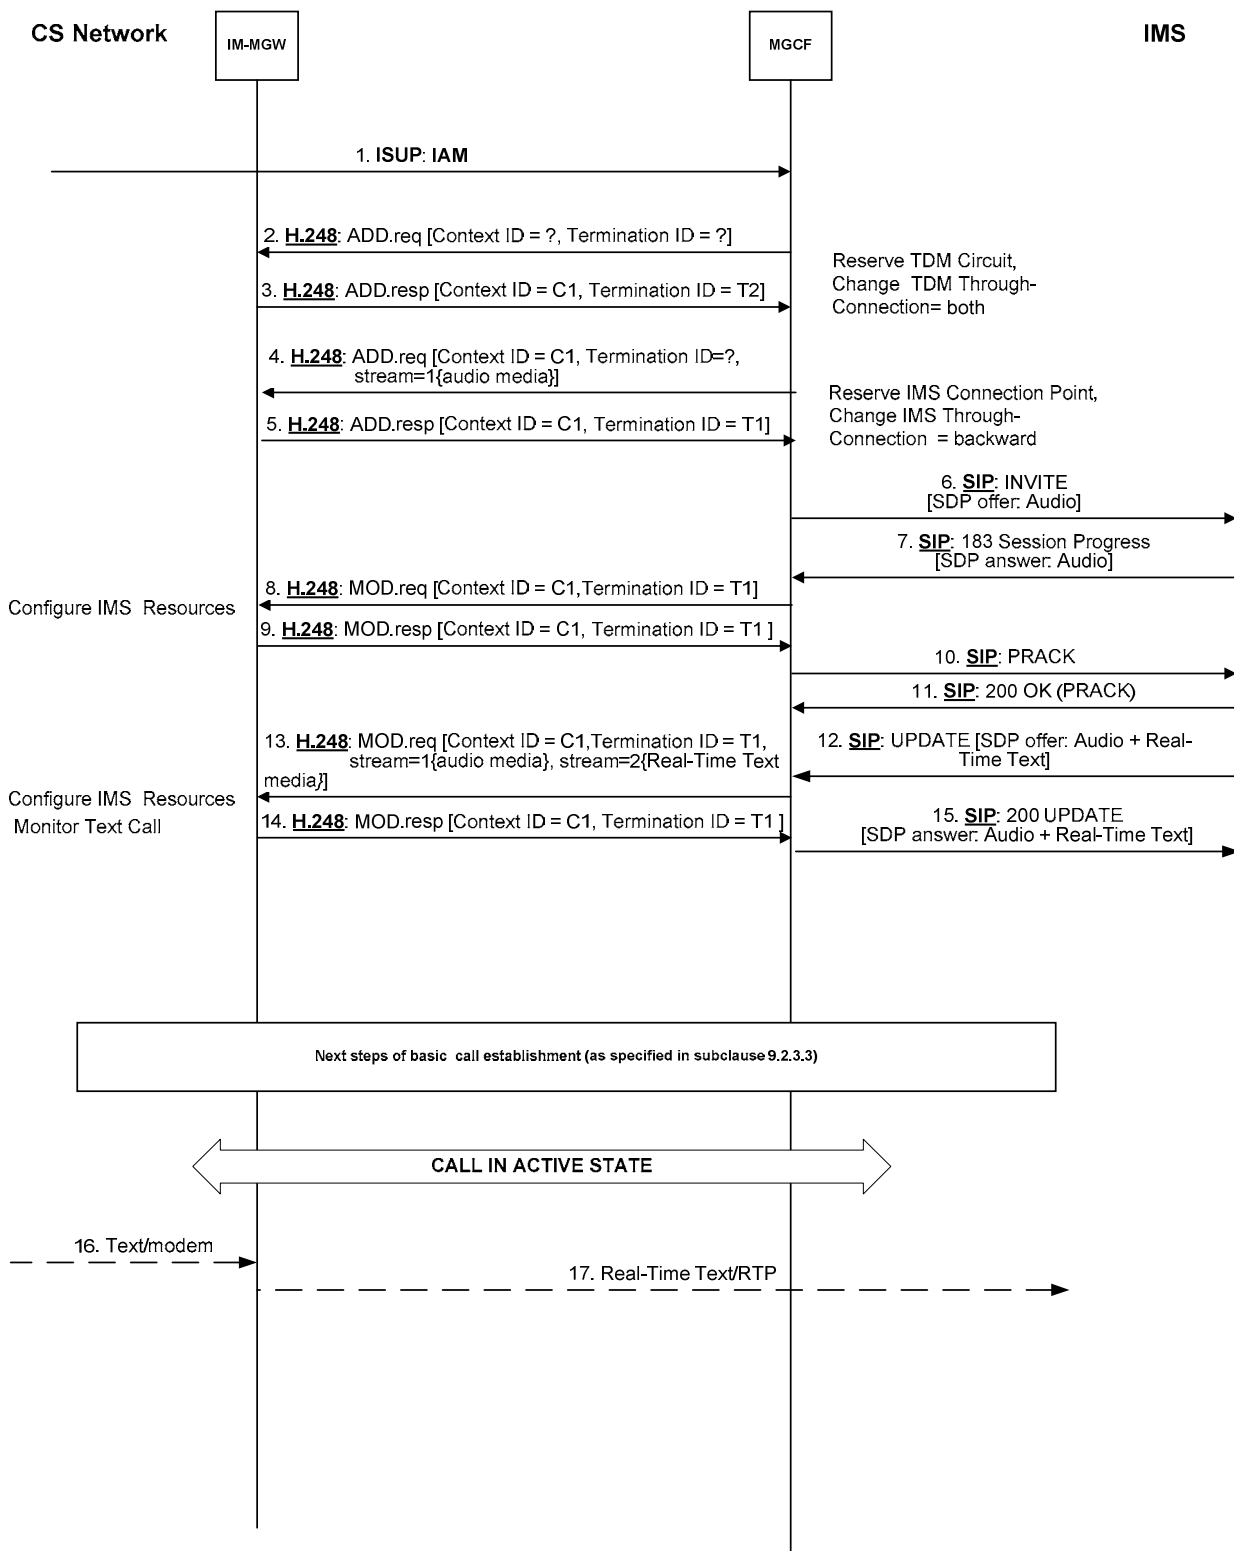 CS Network
IM-MGW
MGCF
IMS
1. ISUP: IAM
2. H.248: ADD.req [Context ID = ?, Termination ID = ?]
Reserve TDM Circuit,
Change TDM Through-
Connection= both
3. H.248: ADD.resp [Context ID = C1, Termination ID = T2]
4. H.248: ADD.req [Context ID = C1, Termination ID=?,
stream=1{audio media}]
Reserve IMS Connection Point,
Change IMS Through-
Connection = backward
5. H.248: ADD.resp [Context ID = C1, Termination ID = T1]
6. SIP: INVITE
[SDP offer: Audio]
7. SIP: 183 Session Progress
[SDP answer: Audio]
8. H.248: MOD.req [Context ID = C1,Termination ID = T1]
Configure IMS Resources
9. H.248: MOD.resp [Context ID = C1, Termination ID = T1 ]
10. SIP: PRACK
11. SIP: 200 OK (PRACK)
12. SIP: UPDATE [SDP offer: Audio + Real-
Time Text]
13. H.248: MOD.req [Context ID = C1,Termination ID = T1,
stream=1{audio media}, stream=2{Real-Time Text
media}]
Configure IMS Resources
Monitor Text Call
14. H.248: MOD.resp [Context ID = C1, Termination ID = T1 ]
15. SIP: 200 UPDATE
[SDP answer: Audio + Real-Time Text]
Next steps of basic call establishment (as specified in subclause 9.2.3.3)
CALL IN ACTIVE STATE
16. Text/modem
17. Real-Time Text/RTP